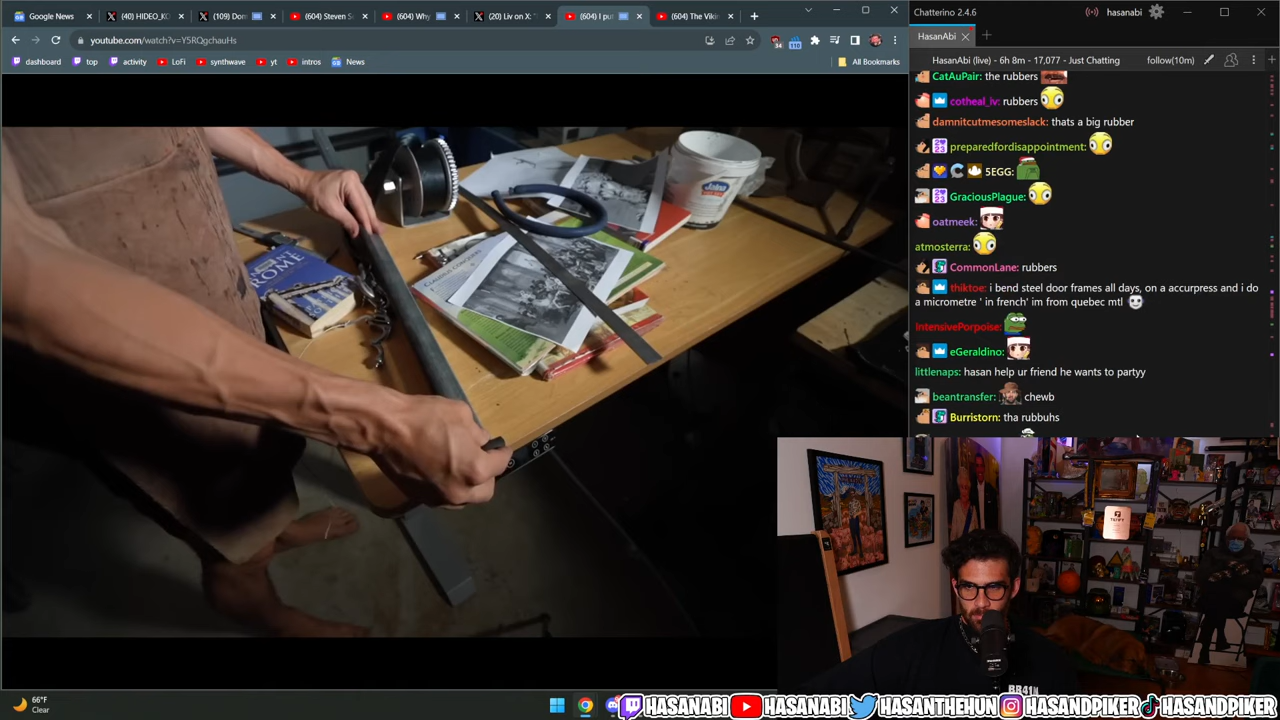 Google News
(40) HIDEO_KO
(109) Don
(604) Steven S
(604) Why
(20) Liv on X: "
(604) I put
(604) The Vikin
youtube.com/watch?v=Y5RQgchauHs
34
110
dashboard
top
activity
LoFi
synthwave
yt
intros
News
All Bookmarks
Chatterino 2.4.6
hasanabi
HasanAbi
HasanAbi (live) - 6h 8m - 17,077 - Just Chatting
follow(10m)
CatAuPair: the rubbers
cotheal_iv: rubbers
damnitcutmesomeslack: thats a big rubber
preparedfordisappointment:
5EGG:
GraciousPlague:
oatmeek:
atmosterra:
CommonLane: rubbers
thiktoe: i bend steel door frames all days, on a accurpress and i do
a micrometre ' in french' im from quebec mtl
IntensivePorpoise:
eGeraldino:
littlenaps: hasan help ur friend he wants to partyy
beantransfer: chewb
Burristorn: tha rubbuhs
ROME
66°F
Clear
HASANABI
HASANABI
HASANTHEHUN
HASANDPIKER
HASANDPIKER